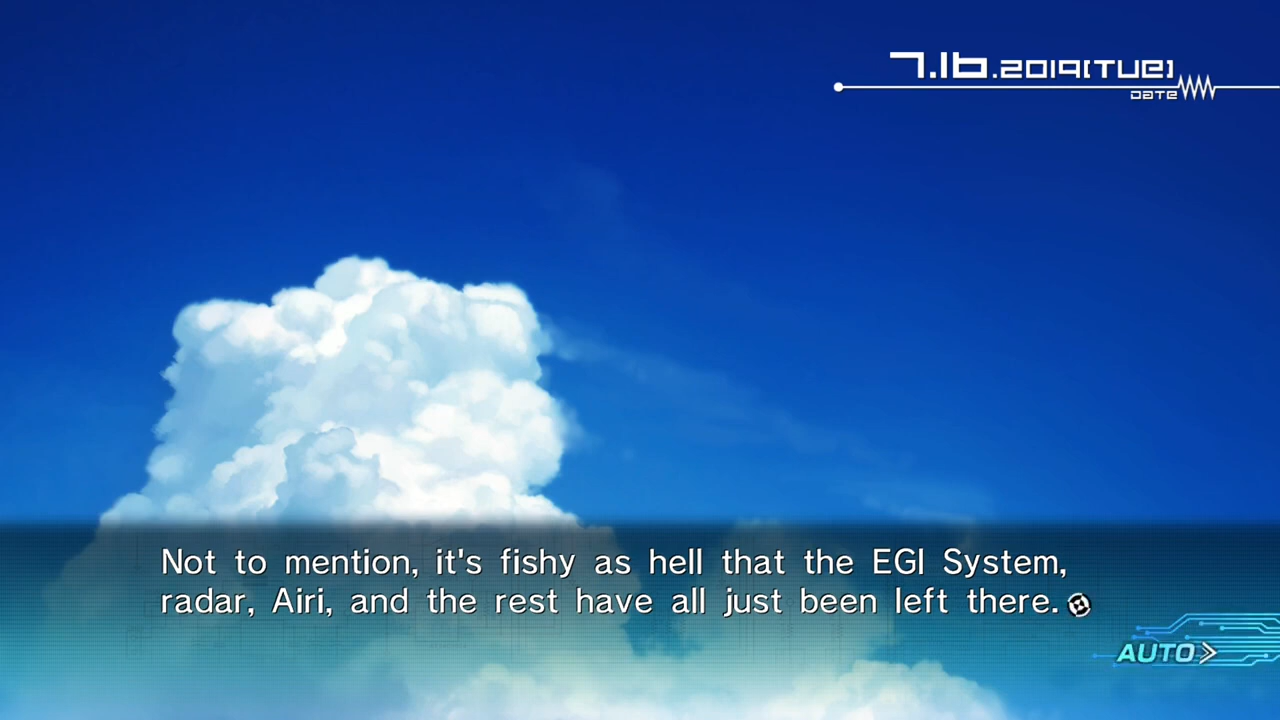 7.16.2019[TUE]
DATE
Not to mention, it's fishy as hell that the EGI System,
radar, Airi, and the rest have all just been left there.
AUTO